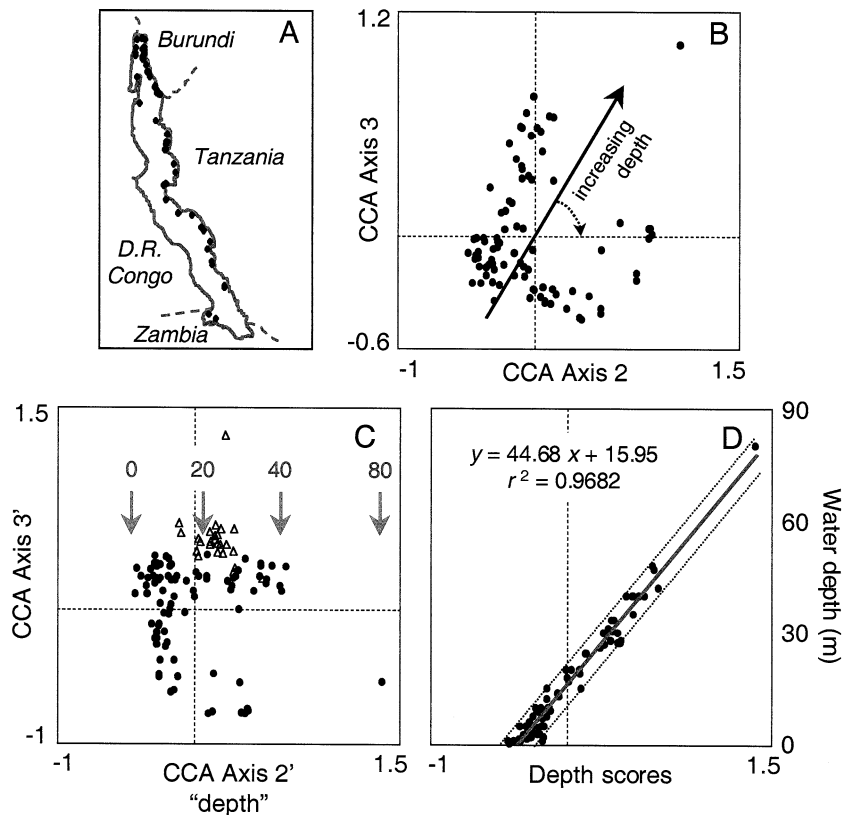 A
Burundi
Tanzania
D.R.
Congo
Zambia
B
1.2
CCA Axis 3
increasing
depth
-0.6
-1
CCA Axis 2
1.5
C
1.5
0
20
40
80
CCA Axis 3’
-1
-1
CCA Axis 2’
1.5
“depth”
D
90
y = 44.68 x + 15.95
r² = 0.9682
60
Water depth (m)
30
0
-1
Depth scores
1.5